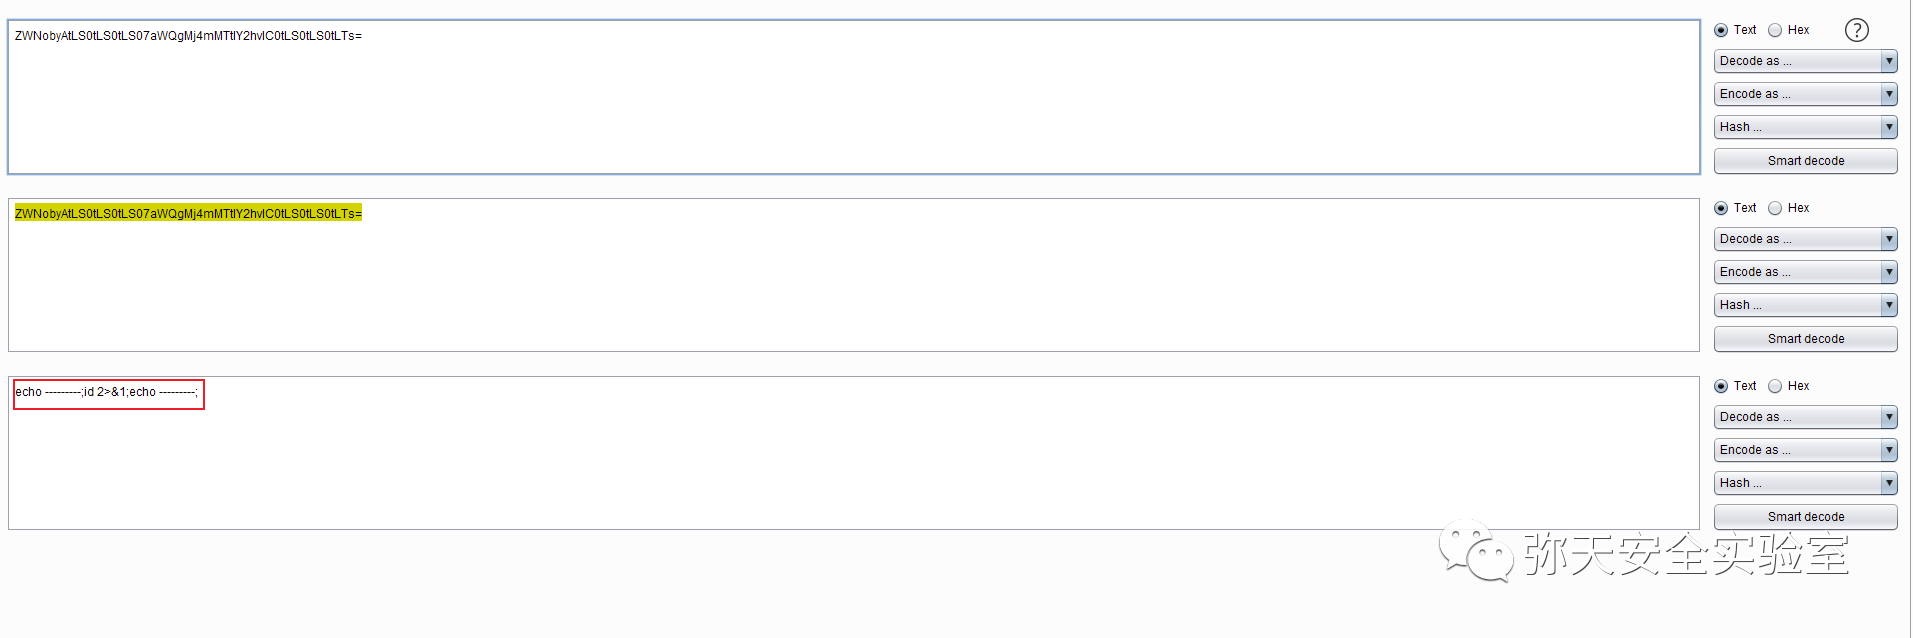 ZWNobyAtLS0tLS0tLS07aWQgMj4mMTtlY2hvIC0tLS0tLS0tLTs=
Text Hex ?
Decode as ...
Encode as ...
Hash ...
Smart decode
ZWNobyAtLS0tLS0tLS07aWQgMj4mMTtlY2hvIC0tLS0tLS0tLTs=
Text Hex
Decode as ...
Encode as ...
Hash ...
Smart decode
echo ---------;id 2>&1;echo ---------;
Text Hex
Decode as ...
Encode as ...
Hash ...
Smart decode
弥天安全实验室